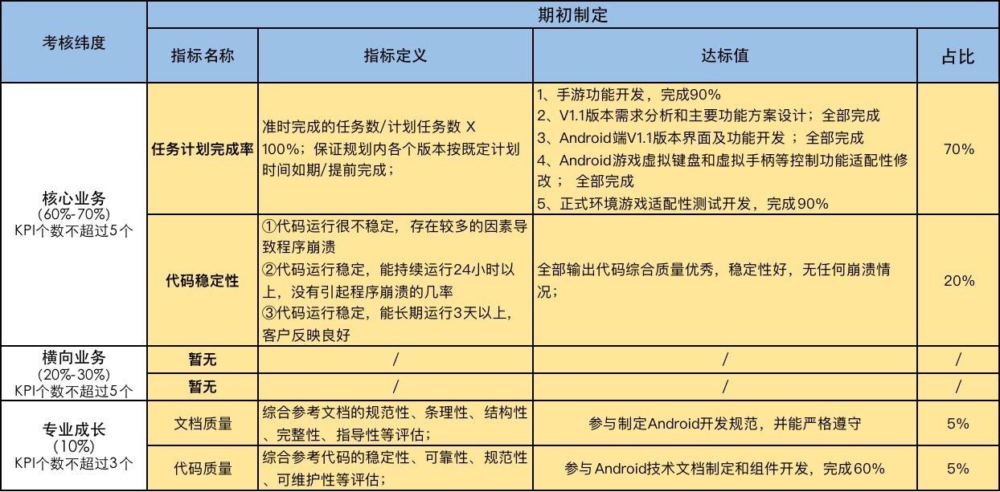 考核纬度
期初制定
指标名称
指标定义
达标值
占比
核心业务
(60%-70%)
KPI个数不超过5个
任务计划完成率
准时完成的任务数/计划任务数 X
100%；保证规划内各个版本按既定计划
时间如期/提前完成；
1、手游功能开发，完成90%
2、V1.1版本需求分析和主要功能方案设计；全部完成
3、Android端V1.1版本界面及功能开发 ；全部完成
4、Android游戏虚拟键盘和虚拟手柄等控制功能适配性修
改 ； 全部完成
5、正式环境游戏适配性测试开发，完成90%
70%
代码稳定性
①代码运行很不稳定，存在较多的因素导
致程序崩溃
②代码运行稳定，能持续运行24小时以
上，没有引起程序崩溃的几率
③代码运行稳定，能长期运行3天以上，
客户反映良好
全部输出代码综合质量优秀，稳定性好，无任何崩溃情
况；
20%
横向业务
(20%-30%)
KPI个数不超过5个
暂无
/
/
/
暂无
/
/
/
专业成长
(10%)
KPI个数不超过3个
文档质量
综合参考文档的规范性、条理性、结构性
、完整性、指导性等评估；
参与制定Android开发规范，并能严格遵守
5%
代码质量
综合参考代码的稳定性、可靠性、规范性
、可维护性等评估；
参与Android技术文档制定和组件开发，完成60%
5%